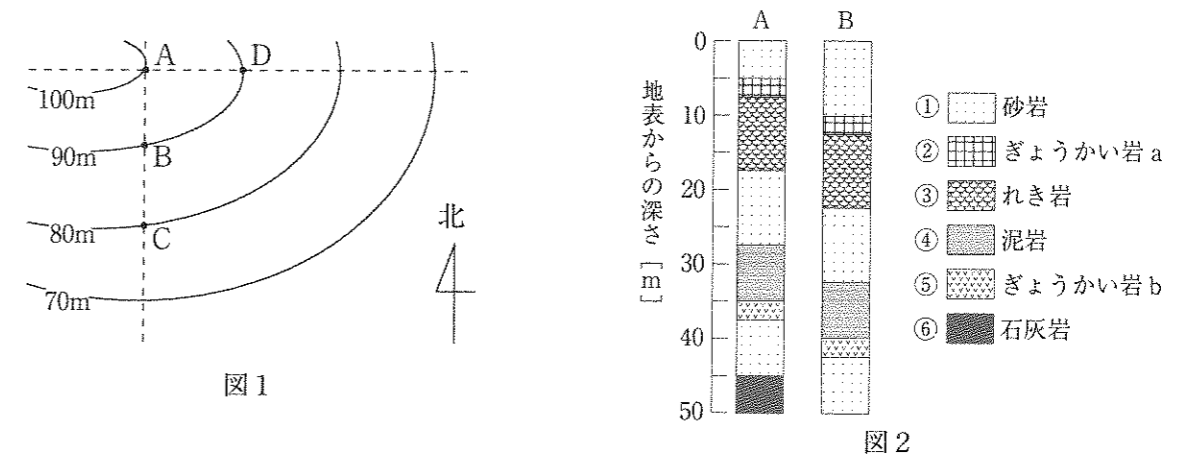 A
D
100m
90m
B
80m
C
北
70m
図1
A
B
地表からの深さ[m]
0
10
20
30
40
50
① 砂岩
② ぎょうかい岩a
③ れき岩
④ 泥岩
⑤ ぎょうかい岩b
⑥ 石灰岩
図2